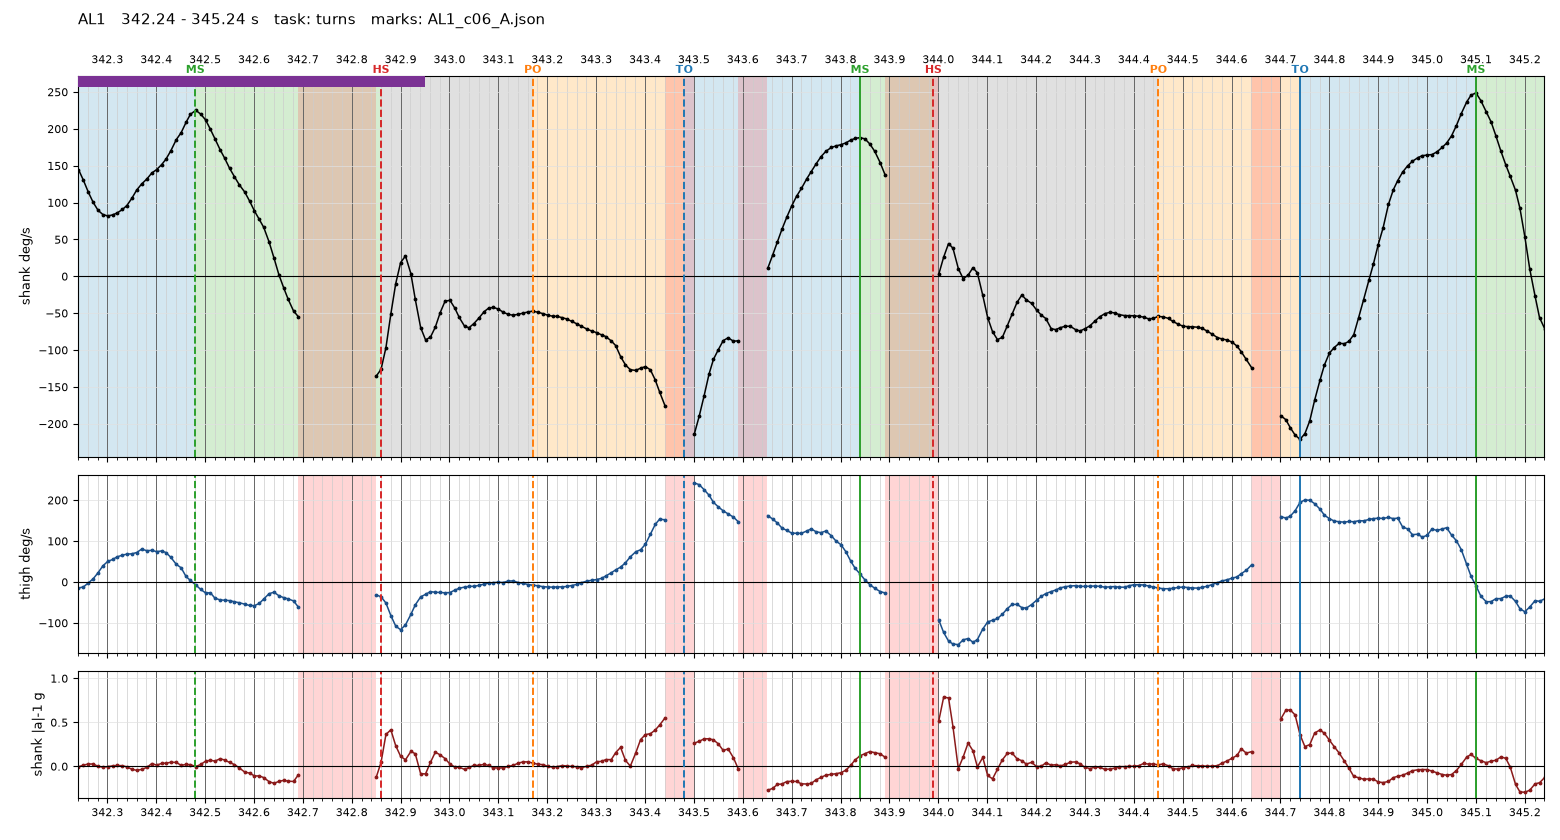 AL1   342.24 - 345.24 s   task: turns   marks: AL1_c06_A.json
342.3 342.4 342.5 342.6 342.7 342.8 342.9 343.0 343.1 343.2 343.3 343.4 343.5 343.6 343.7 343.8 343.9 344.0 344.1 344.2 344.3 344.4 344.5 344.6 344.7 344.8 344.9 345.0 345.1 345.2
MS HS PO TO MS HS PO TO MS
250
200
150
100
50
0
−50
−100
−150
−200
shank deg/s
200
100
0
−100
thigh deg/s
1.0
0.5
0.0
shank |a|-1 g
342.3 342.4 342.5 342.6 342.7 342.8 342.9 343.0 343.1 343.2 343.3 343.4 343.5 343.6 343.7 343.8 343.9 344.0 344.1 344.2 344.3 344.4 344.5 344.6 344.7 344.8 344.9 345.0 345.1 345.2